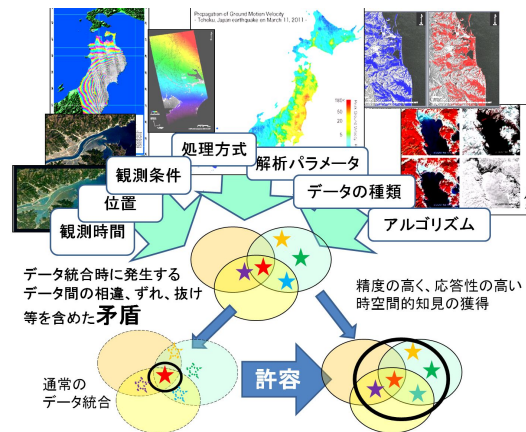 Propagation of Ground Motion Velocity
- Tohoku, Japan earthquake on March 11, 2011 -
処理方式
解析パラメータ
観測条件
データの種類
位置
アルゴリズム
観測時間
データ統合時に発生する
データ間の相違、ずれ、抜け
等を含めた矛盾
精度の高く、応答性の高い
時空間的知見の獲得
通常の
データ統合
許容